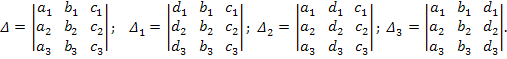 Δ = |a₁ b₁ c₁; a₂ b₂ c₂; a₃ b₃ c₃|; Δ₁ = |d₁ b₁ c₁; d₂ b₂ c₂; d₃ b₃ c₃|; Δ₂ = |a₁ d₁ c₁; a₂ d₂ c₂; a₃ d₃ c₃|; Δ₃ = |a₁ b₁ d₁; a₂ b₂ d₂; a₃ b₃ d₃|.